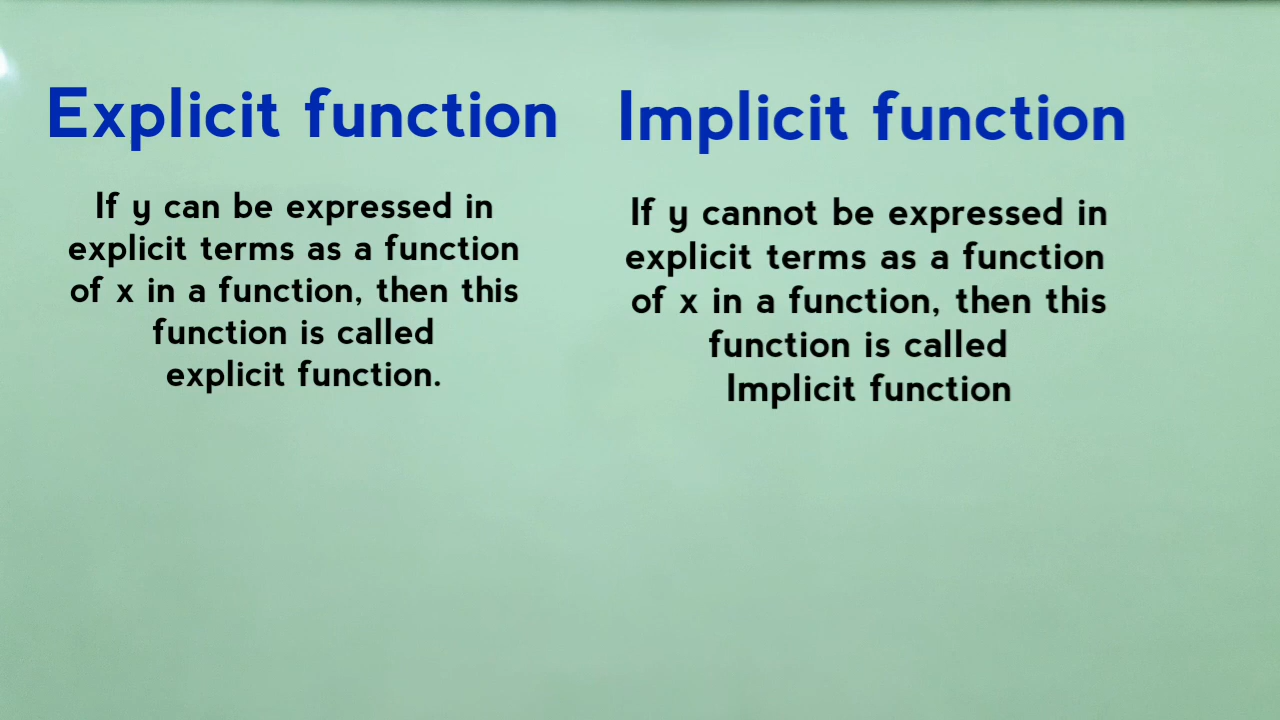 Explicit function
If y can be expressed in
explicit terms as a function
of x in a function, then this
function is called
explicit function.
Implicit function
If y cannot be expressed in
explicit terms as a function
of x in a function, then this
function is called
Implicit function